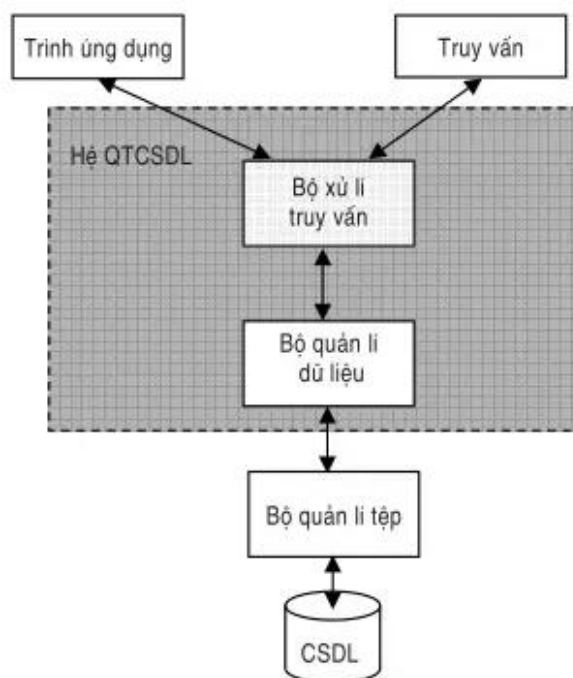 Trình ứng dụng
Truy vấn
Hệ QTCSDL
Bộ xử lí
truy vấn
Bộ quản lí
dữ liệu
Bộ quản lí tệp
CSDL